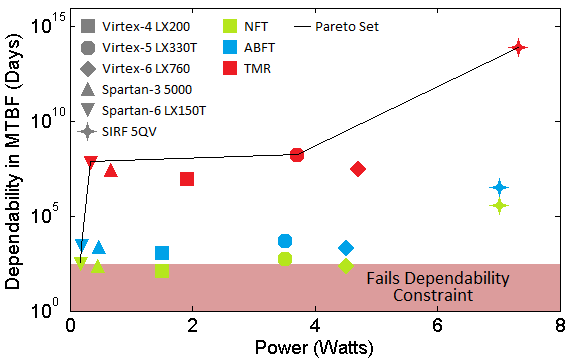 Dependability in MTBF (Days)
10^15
10^10
10^5
10^0
Virtex-4 LX200
Virtex-5 LX330T
Virtex-6 LX760
Spartan-3 5000
Spartan-6 LX150T
SIRF 5QV
NFT
ABFT
TMR
Pareto Set
Fails Dependability
Constraint
0 2 4 6 8
Power (Watts)